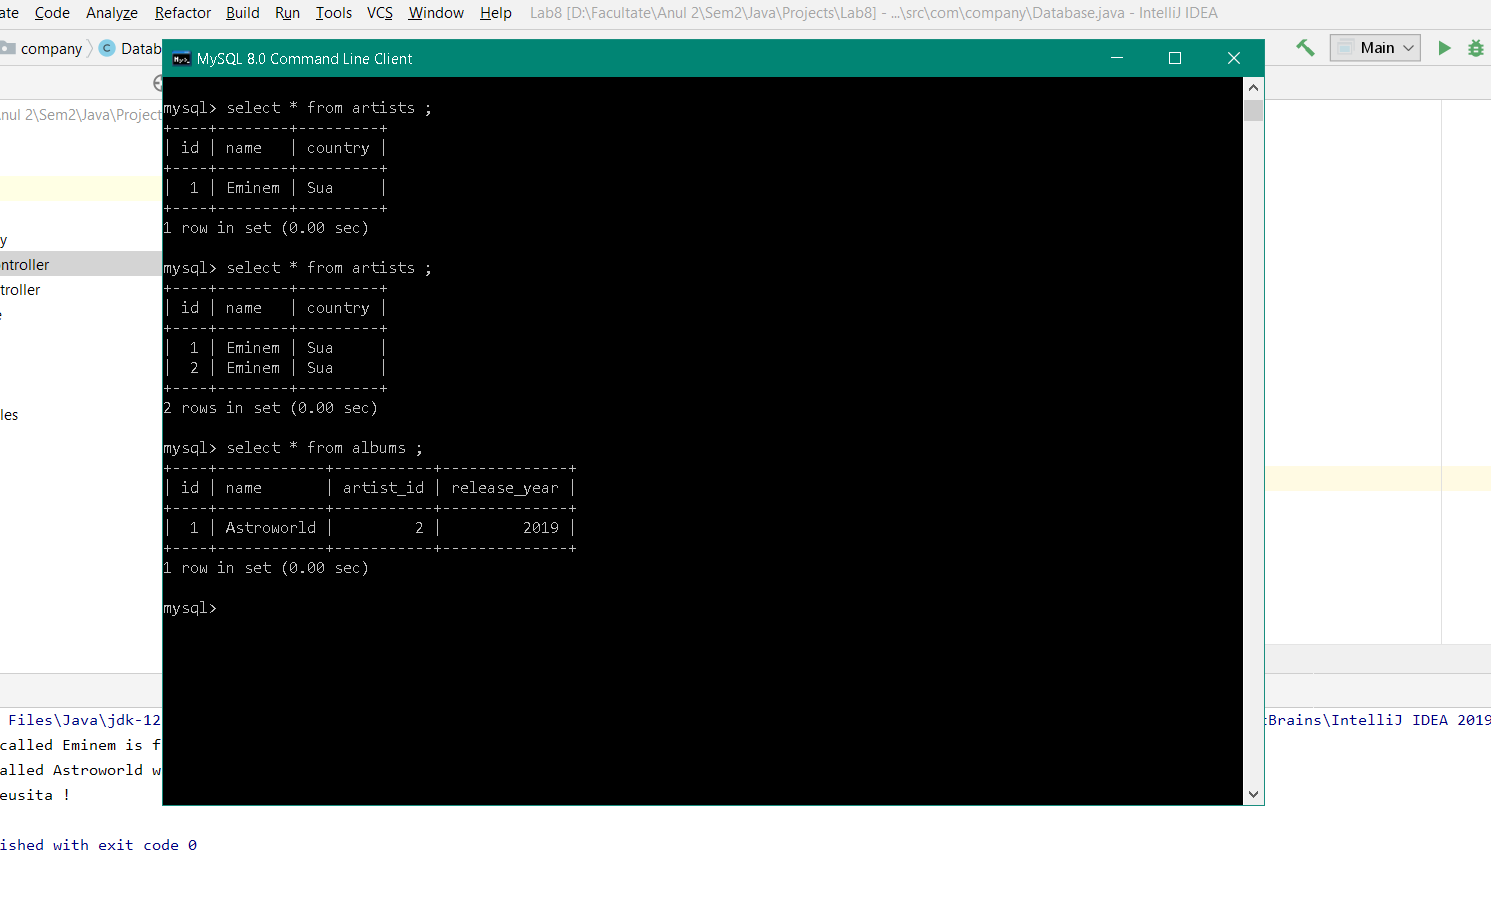 ate Code Analyze Refactor Build Run Tools VCS Window Help Lab8 [D:\Facultate\Anul 2\Sem2\Java\Projects\Lab8] - ...\src\com\company\Database.java - IntelliJ IDEA
company C Datab
Main
MySQL 8.0 Command Line Client
nul 2\Sem2\Java\Project
y
ntroller
troller
e
les
mysql> select * from artists ;
+----+--------+---------+
| id | name   | country |
+----+--------+---------+
|  1 | Eminem | Sua     |
+----+--------+---------+
1 row in set (0.00 sec)
mysql> select * from artists ;
+----+--------+---------+
| id | name   | country |
+----+--------+---------+
|  1 | Eminem | Sua     |
|  2 | Eminem | Sua     |
+----+--------+---------+
2 rows in set (0.00 sec)
mysql> select * from albums ;
+----+------------+-----------+--------------+
| id | name       | artist_id | release_year |
+----+------------+-----------+--------------+
|  1 | Astroworld |         2 |         2019 |
+----+------------+-----------+--------------+
1 row in set (0.00 sec)
mysql>
Files\Java\jdk-12 Brains\IntelliJ IDEA 2019
called Eminem is f
alled Astroworld w
eusita !
ished with exit code 0